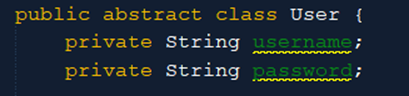 public abstract class User {
    private String username;
    private String password;